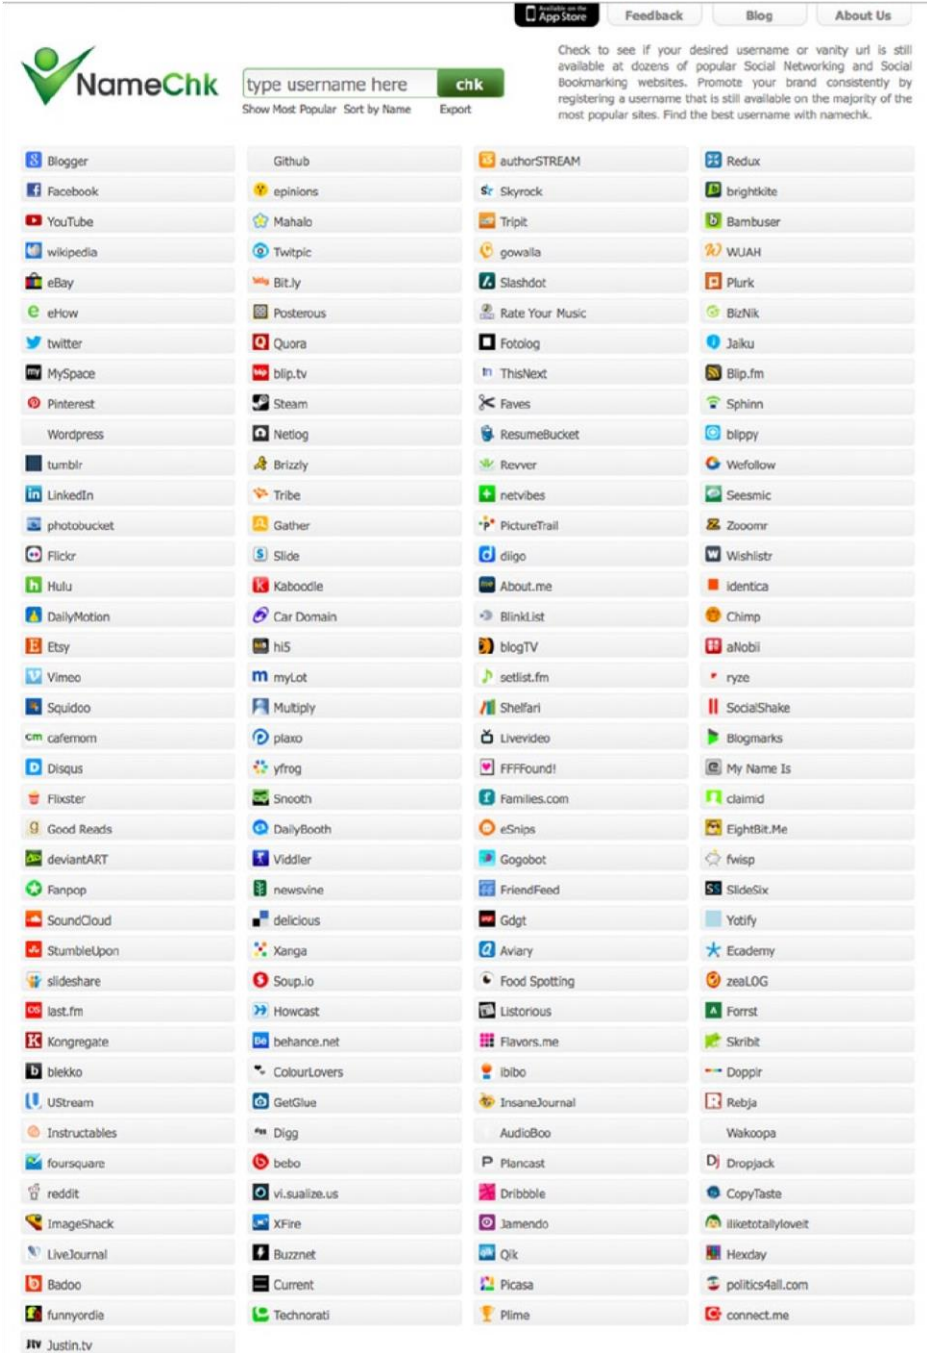 Available on the
App Store
Feedback
Blog
About Us
NameChk
type username here
chk
Show Most Popular Sort by Name
Export
Check to see if your desired username or vanity url is still
available at dozens of popular Social Networking and Social
Bookmarking websites. Promote your brand consistently by
registering a username that is still available on the majority of the
most popular sites. Find the best username with namechk.
Blogger Github authorSTREAM Redux
Facebook epinions Skyrock brightkite
YouTube Mahalo Tripit Bambuser
wikipedia Twitpic gowalla WUAH
eBay Bit.ly Slashdot Plurk
eHow Posterous Rate Your Music BizNik
twitter Quora Fotolog Jaiku
MySpace blip.tv ThisNext Blip.fm
Pinterest Steam Faves Sphinn
Wordpress Netlog ResumeBucket blippy
tumblr Brizzly Revver Wefollow
LinkedIn Tribe netvibes Seesmic
photobucket Gather PictureTrail Zooomr
Flickr Slide diigo Wishlistr
Hulu Kaboodle About.me identica
DailyMotion Car Domain BlinkList Chimp
Etsy hi5 blogTV aNobii
Vimeo myLot setlist.fm ryze
Squidoo Multiply Shelfari SocialShake
cafemom plaxo Livevideo Blogmarks
Disqus yfrog FFFFound! My Name Is
Flixster Snooth Families.com claimid
Good Reads DailyBooth eSnips EightBit.Me
deviantART Viddler Gogobot fwisp
Fanpop newsvine FriendFeed SlideSix
SoundCloud delicious Gdgt Yotify
StumbleUpon Xanga Aviary Ecademy
slideshare Soup.io Food Spotting zeaLOG
last.fm Howcast Listorious Forrst
Kongregate behance.net Flavors.me Skribit
blekko ColourLovers ibibo Dopplr
UStream GetGlue InsaneJournal Rebja
Instructables Digg AudioBoo Wakoopa
foursquare bebo Plancast Dropjack
reddit vi.sualize.us Dribbble CopyTaste
ImageShack XFire Jamendo iliketotallyloveit
LiveJournal Buzznet Qik Hexday
Badoo Current Picasa politics4all.com
funnyordie Technorati Plime connect.me
Justin.tv